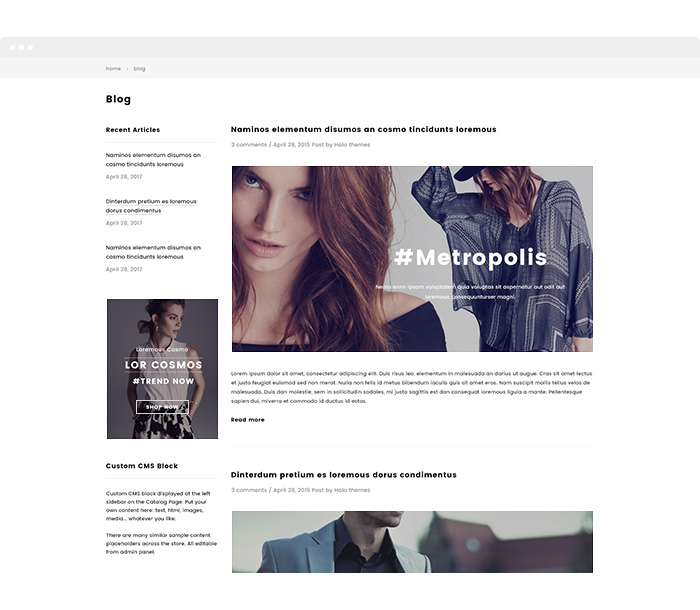 home › blog
Blog
Recent Articles
Naminos elementum disumos an
cosmo tincidunts loremous
April 28, 2017
Dinterdum pretium es loremous
dorus condimentus
April 28, 2017
Naminos elementum disumos an
cosmo tincidunts loremous
April 28, 2017
Loremous Cosmo
LOR COSMOS
#TREND NOW
SHOP NOW
Custom CMS Block
Custom CMS block displayed at the left
sidebar on the Catalog Page. Put your
own content here: text, html, images,
media... whatever you like.
There are many similar sample content
placeholders across the store. All editable
from admin panel.
Naminos elementum disumos an cosmo tincidunts loremous
3 comments / April 28, 2015 Post by Halo themes
#Metropolis
Nemo enim ipsam voluptatem quia voluptas sit aspernatur aut odit aut
loremous consequunturser magni.
Lorem ipsum dolor sit amet, consectetur adipiscing elit. Duis risus leo, elementum in malesuada an darius ut augue. Cras sit amet lectus
et justo feugiat euismod sed non merat. Nulla non felis id metus bibendum iaculis quis sit amet eros. Nam suscipit mollis tellus velos de
malesuada. Duis dan molestie, sem in sollicitudin sodales, mi justo sagittis est dan consequat loremous ligula a mante. Pellentesque
sapien dui, miverra et commodo id ductus id estos.
Read more
Dinterdum pretium es loremous dorus condimentus
3 comments / April 28, 2015 Post by Halo themes